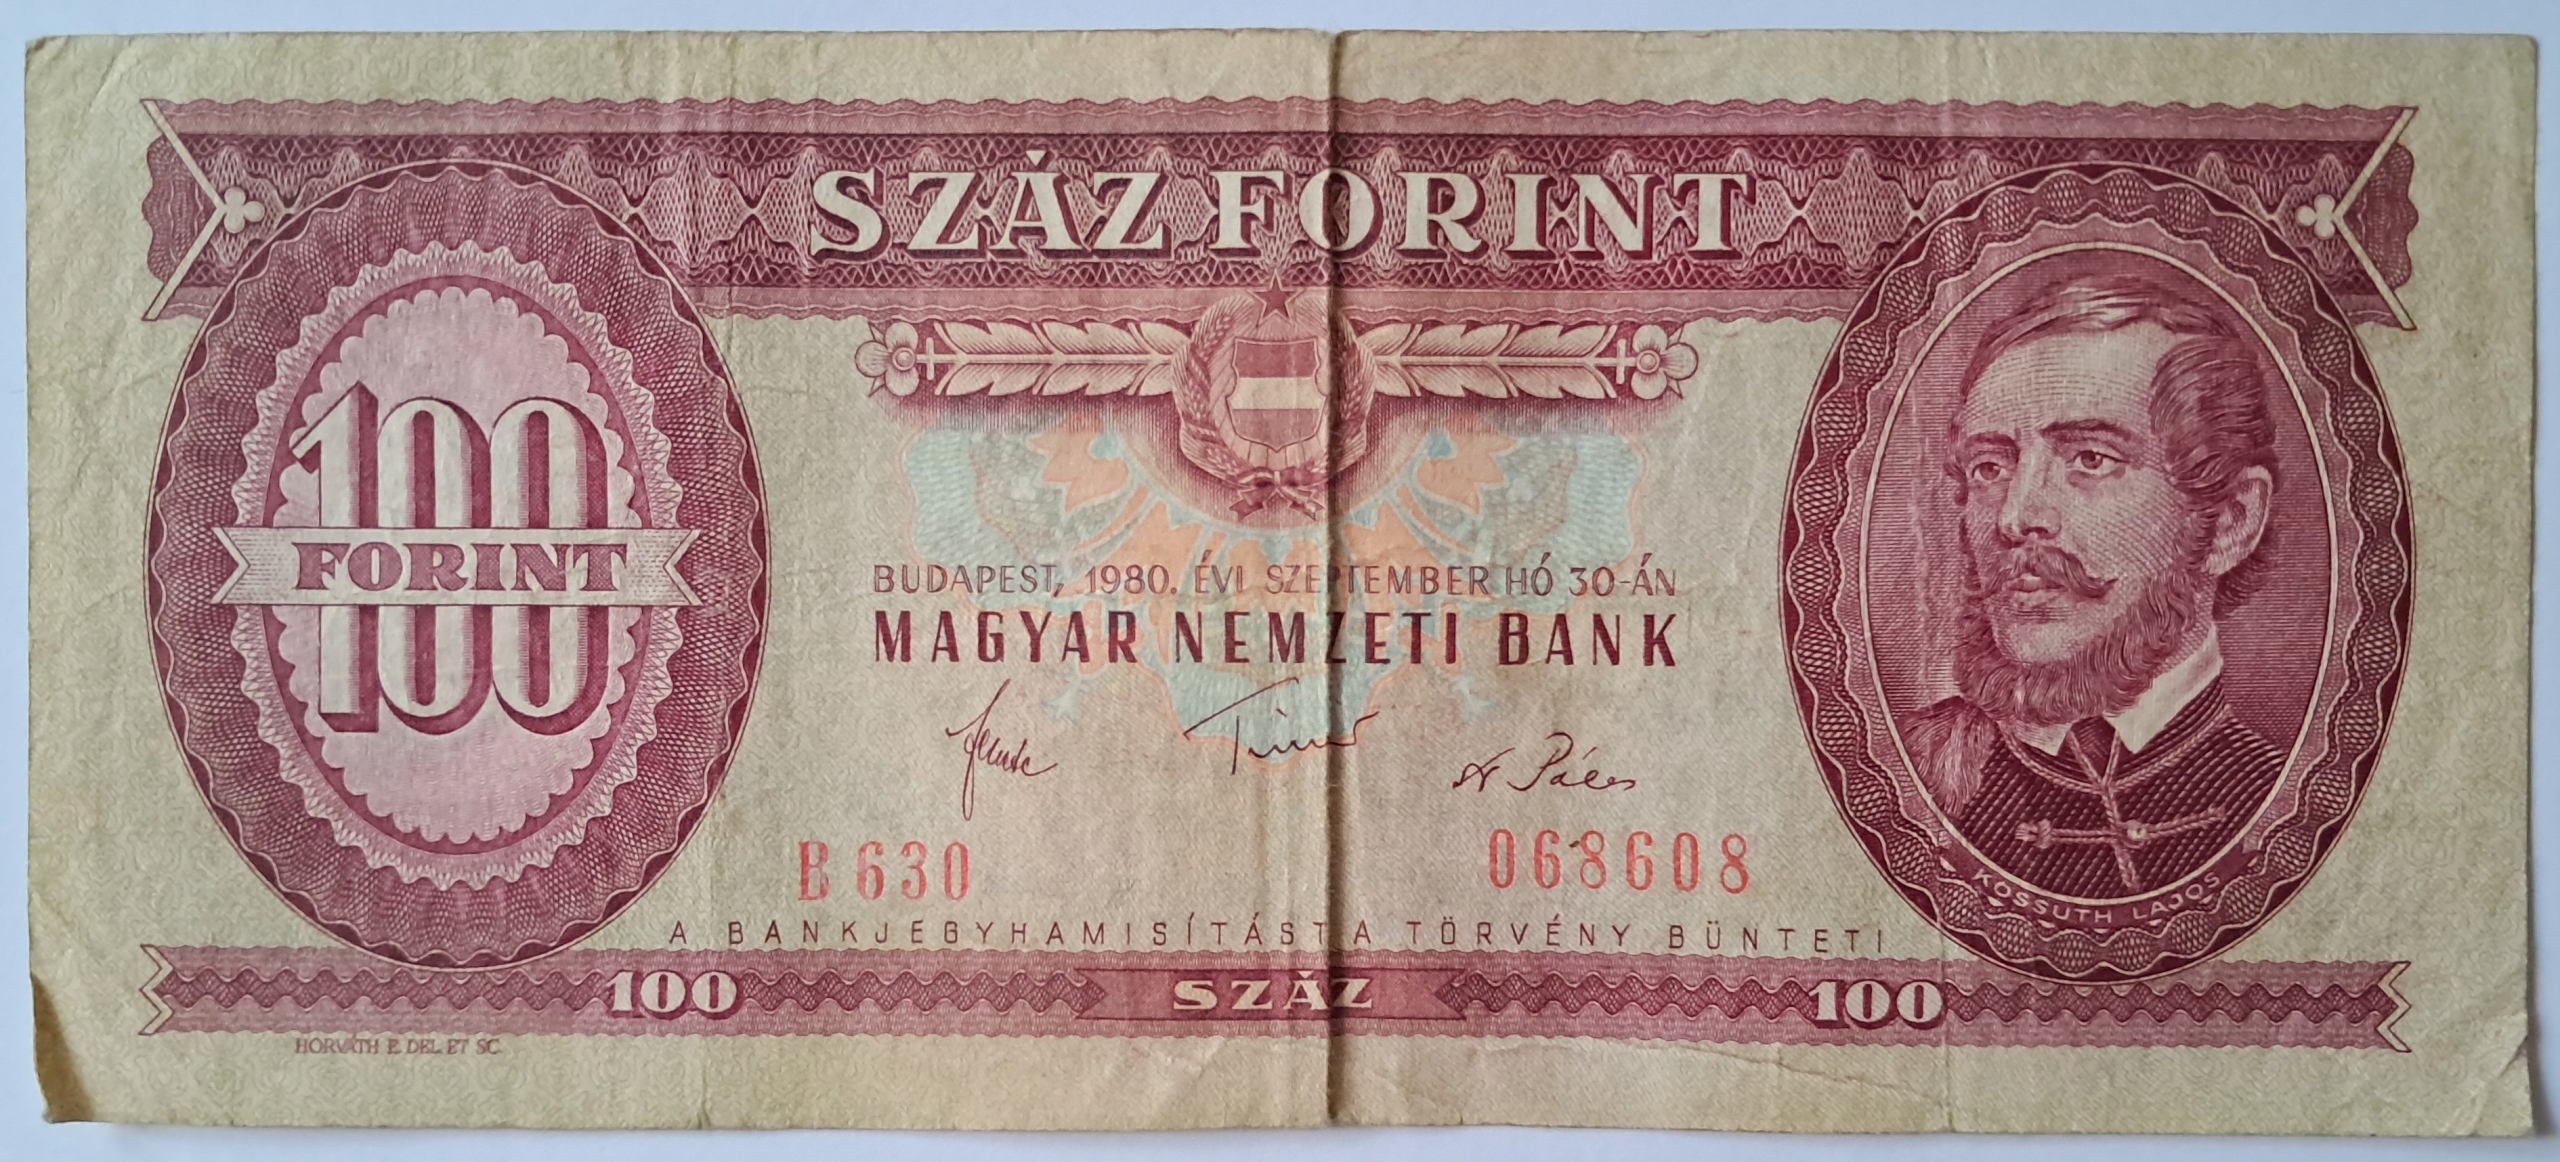 SZÁZ FORINT
100
FORINT
100
BUDAPEST, 1980. ÉVI SZEPTEMBER HÓ 30-ÁN
MAGYAR NEMZETI BANK
B 630
068608
KOSSUTH LAJOS
A BANKJEGYHAMISÍTÁST A TÖRVÉNY BÜNTETI
100
SZÁZ
100
HORVÁTH E. DEL. ET SC.